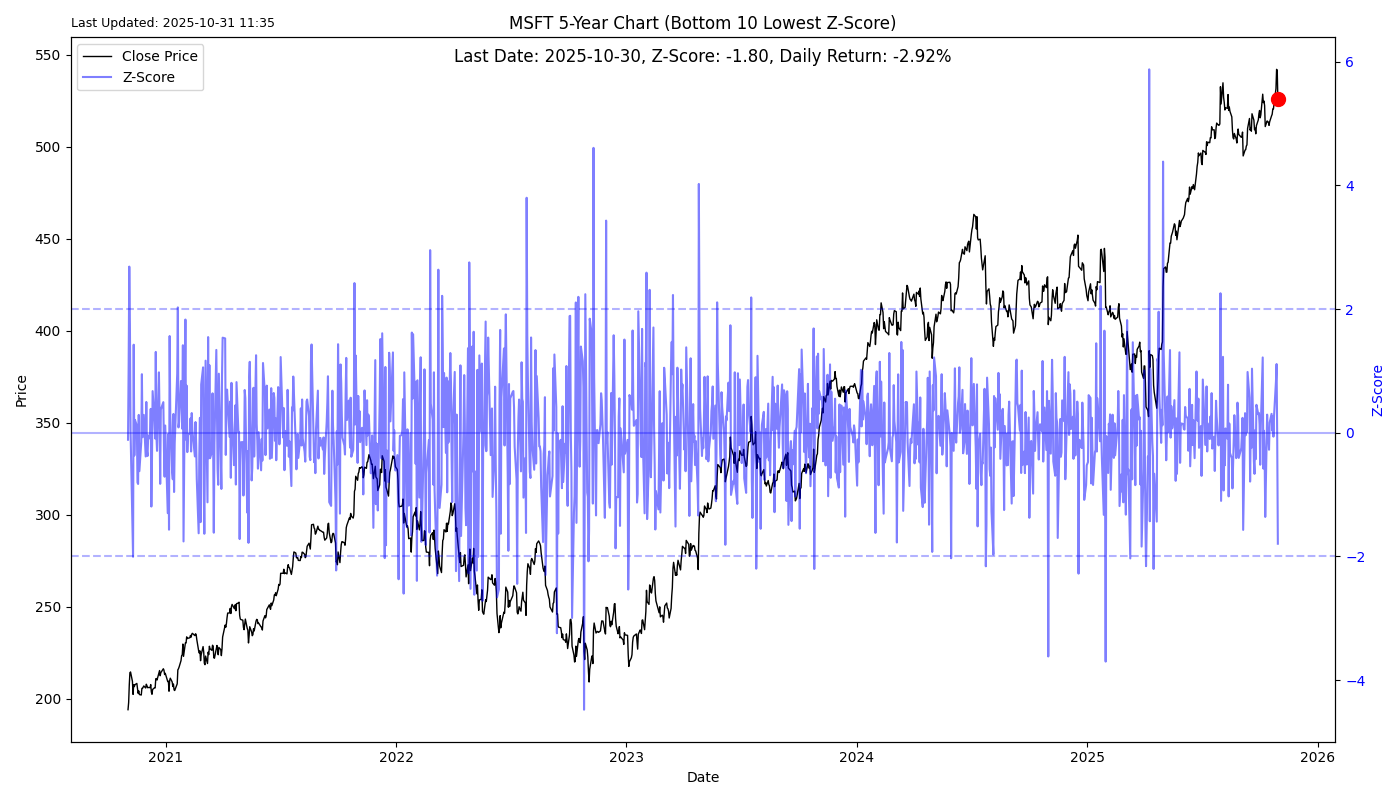 Last Updated: 2025-10-31 11:35
MSFT 5-Year Chart (Bottom 10 Lowest Z-Score)
Last Date: 2025-10-30, Z-Score: -1.80, Daily Return: -2.92%
Close Price
Z-Score
550
500
450
400
350
300
250
200
Price
6
4
2
0
−2
−4
Z-Score
2021
2022
2023
2024
2025
2026
Date